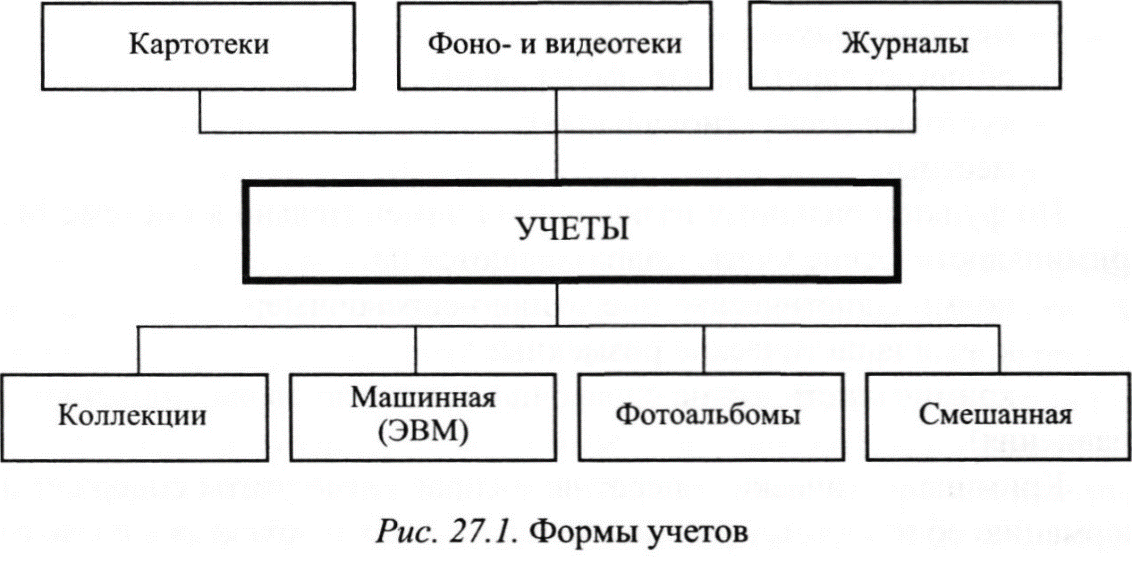 Картотеки
Фоно- и видеотеки
Журналы
УЧЕТЫ
Коллекции
Машинная
(ЭВМ)
Фотоальбомы
Смешанная
Рис. 27.1. Формы учетов